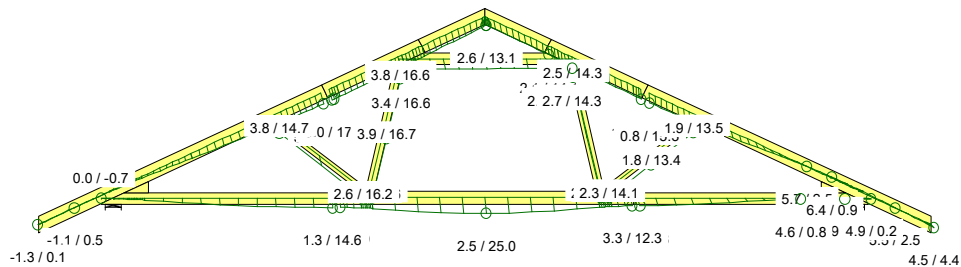 2.6 / 13.1
3.8 / 16.6
2.5 / 14.3
3.4 / 16.6
2.7 / 14.3
3.8 / 14.7
3.9 / 16.7
1.9 / 13.5
1.8 / 13.4
0.0 / -0.7
2.6 / 16.2
2.3 / 14.1
6.4 / 0.9
4.6 / 0.8
4.9 / 0.2
-1.1 / 0.5
1.3 / 14.6
2.5 / 25.0
3.3 / 12.3
-1.3 / 0.1
4.5 / 4.4